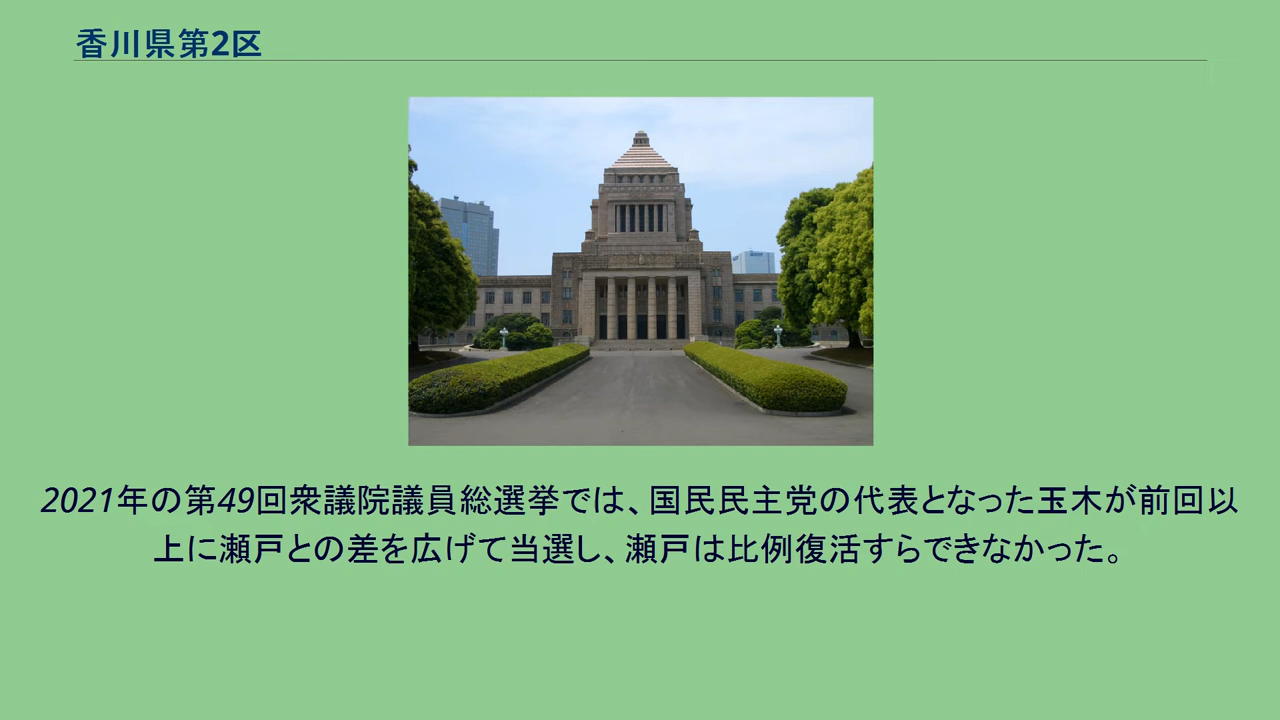 香川県第2区
2021年の第49回衆議院議員総選挙では、国民民主党の代表となった玉木が前回以
上に瀬戸との差を広げて当選し、瀬戸は比例復活すらできなかった。